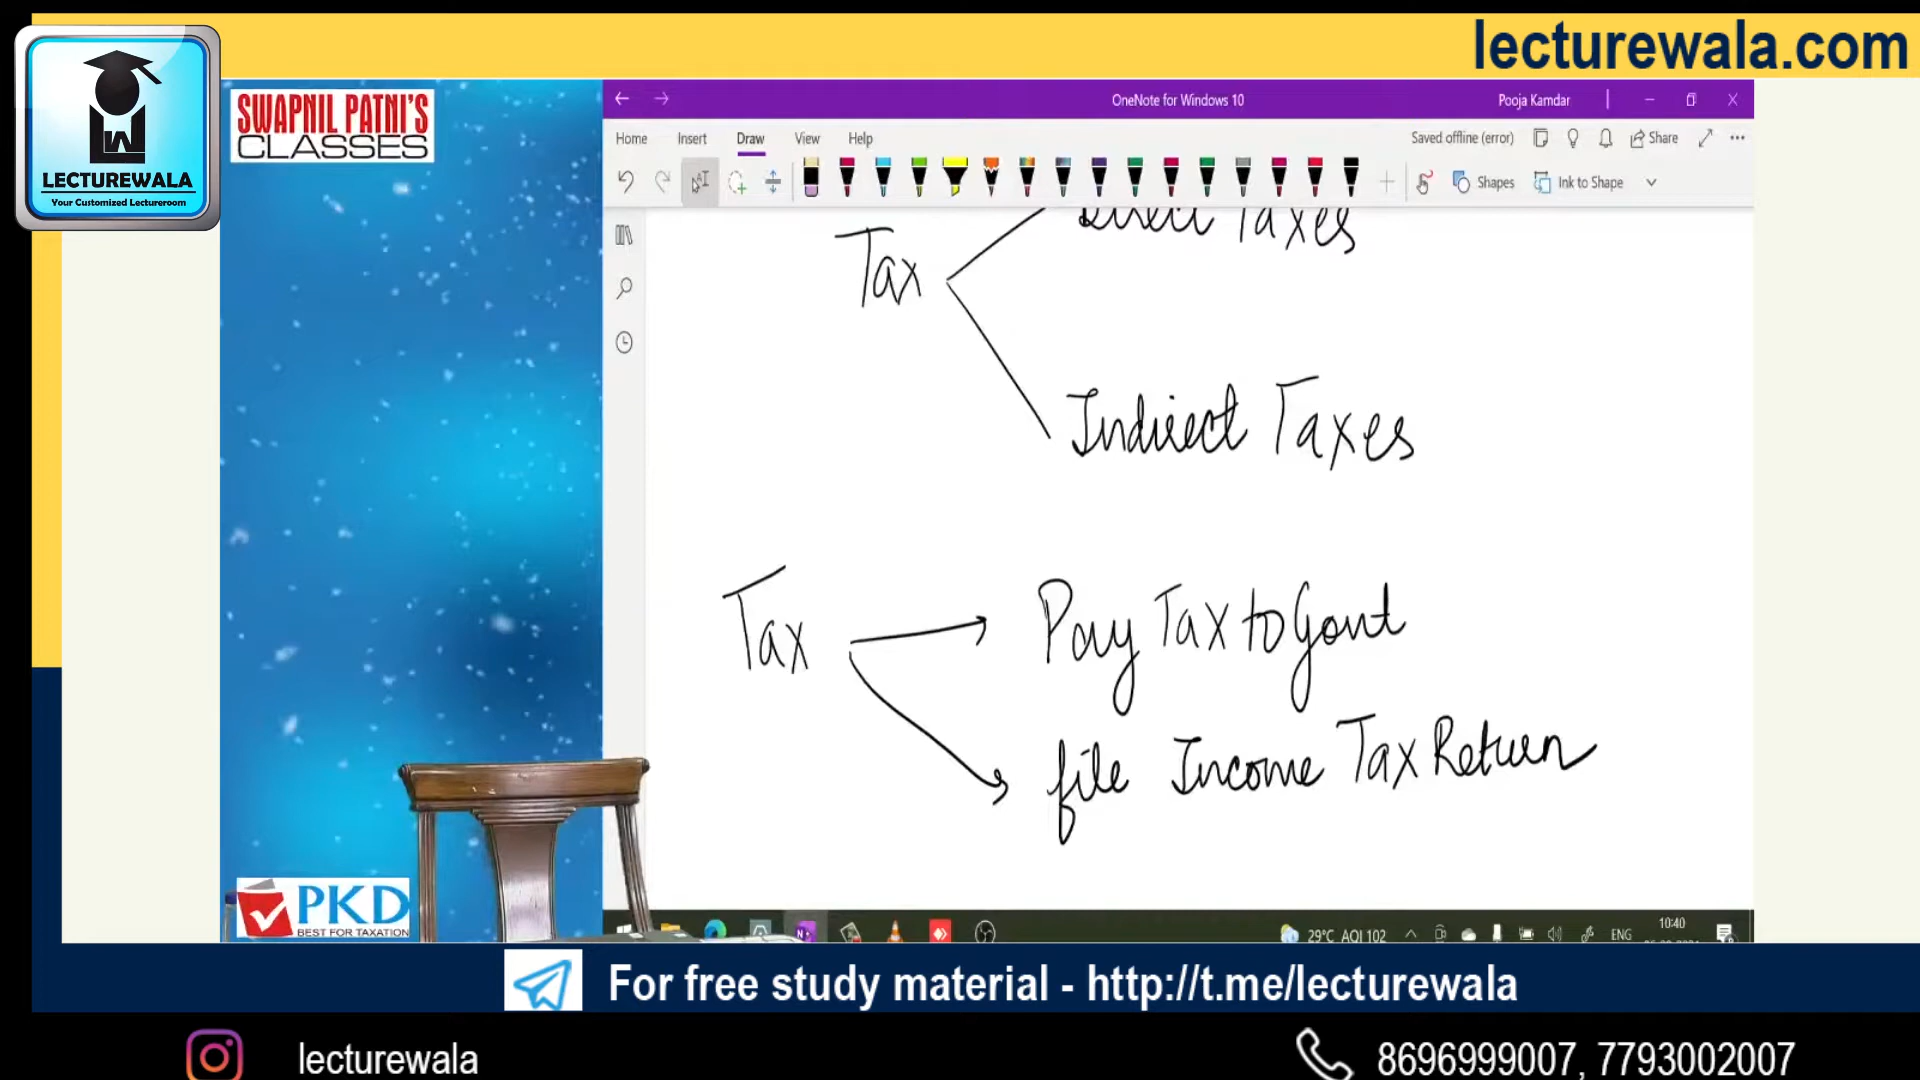 lecturewala.com
SWAPNIL PATNI'S
CLASSES
LW
LECTUREWALA
Your Customized Lectureroom
OneNote for Windows 10
Pooja Kamdar
Home Insert Draw View Help
Saved offline (error)
Share
Shapes
Ink to Shape
Direct Taxes
Tax
Indirect Taxes
Tax
Pay Tax to Govt
file Income Tax Return
PKD
BEST FOR TAXATION
29°C AQI 102
ENG
10:40
For free study material - http://t.me/lecturewala
lecturewala
8696999007, 7793002007